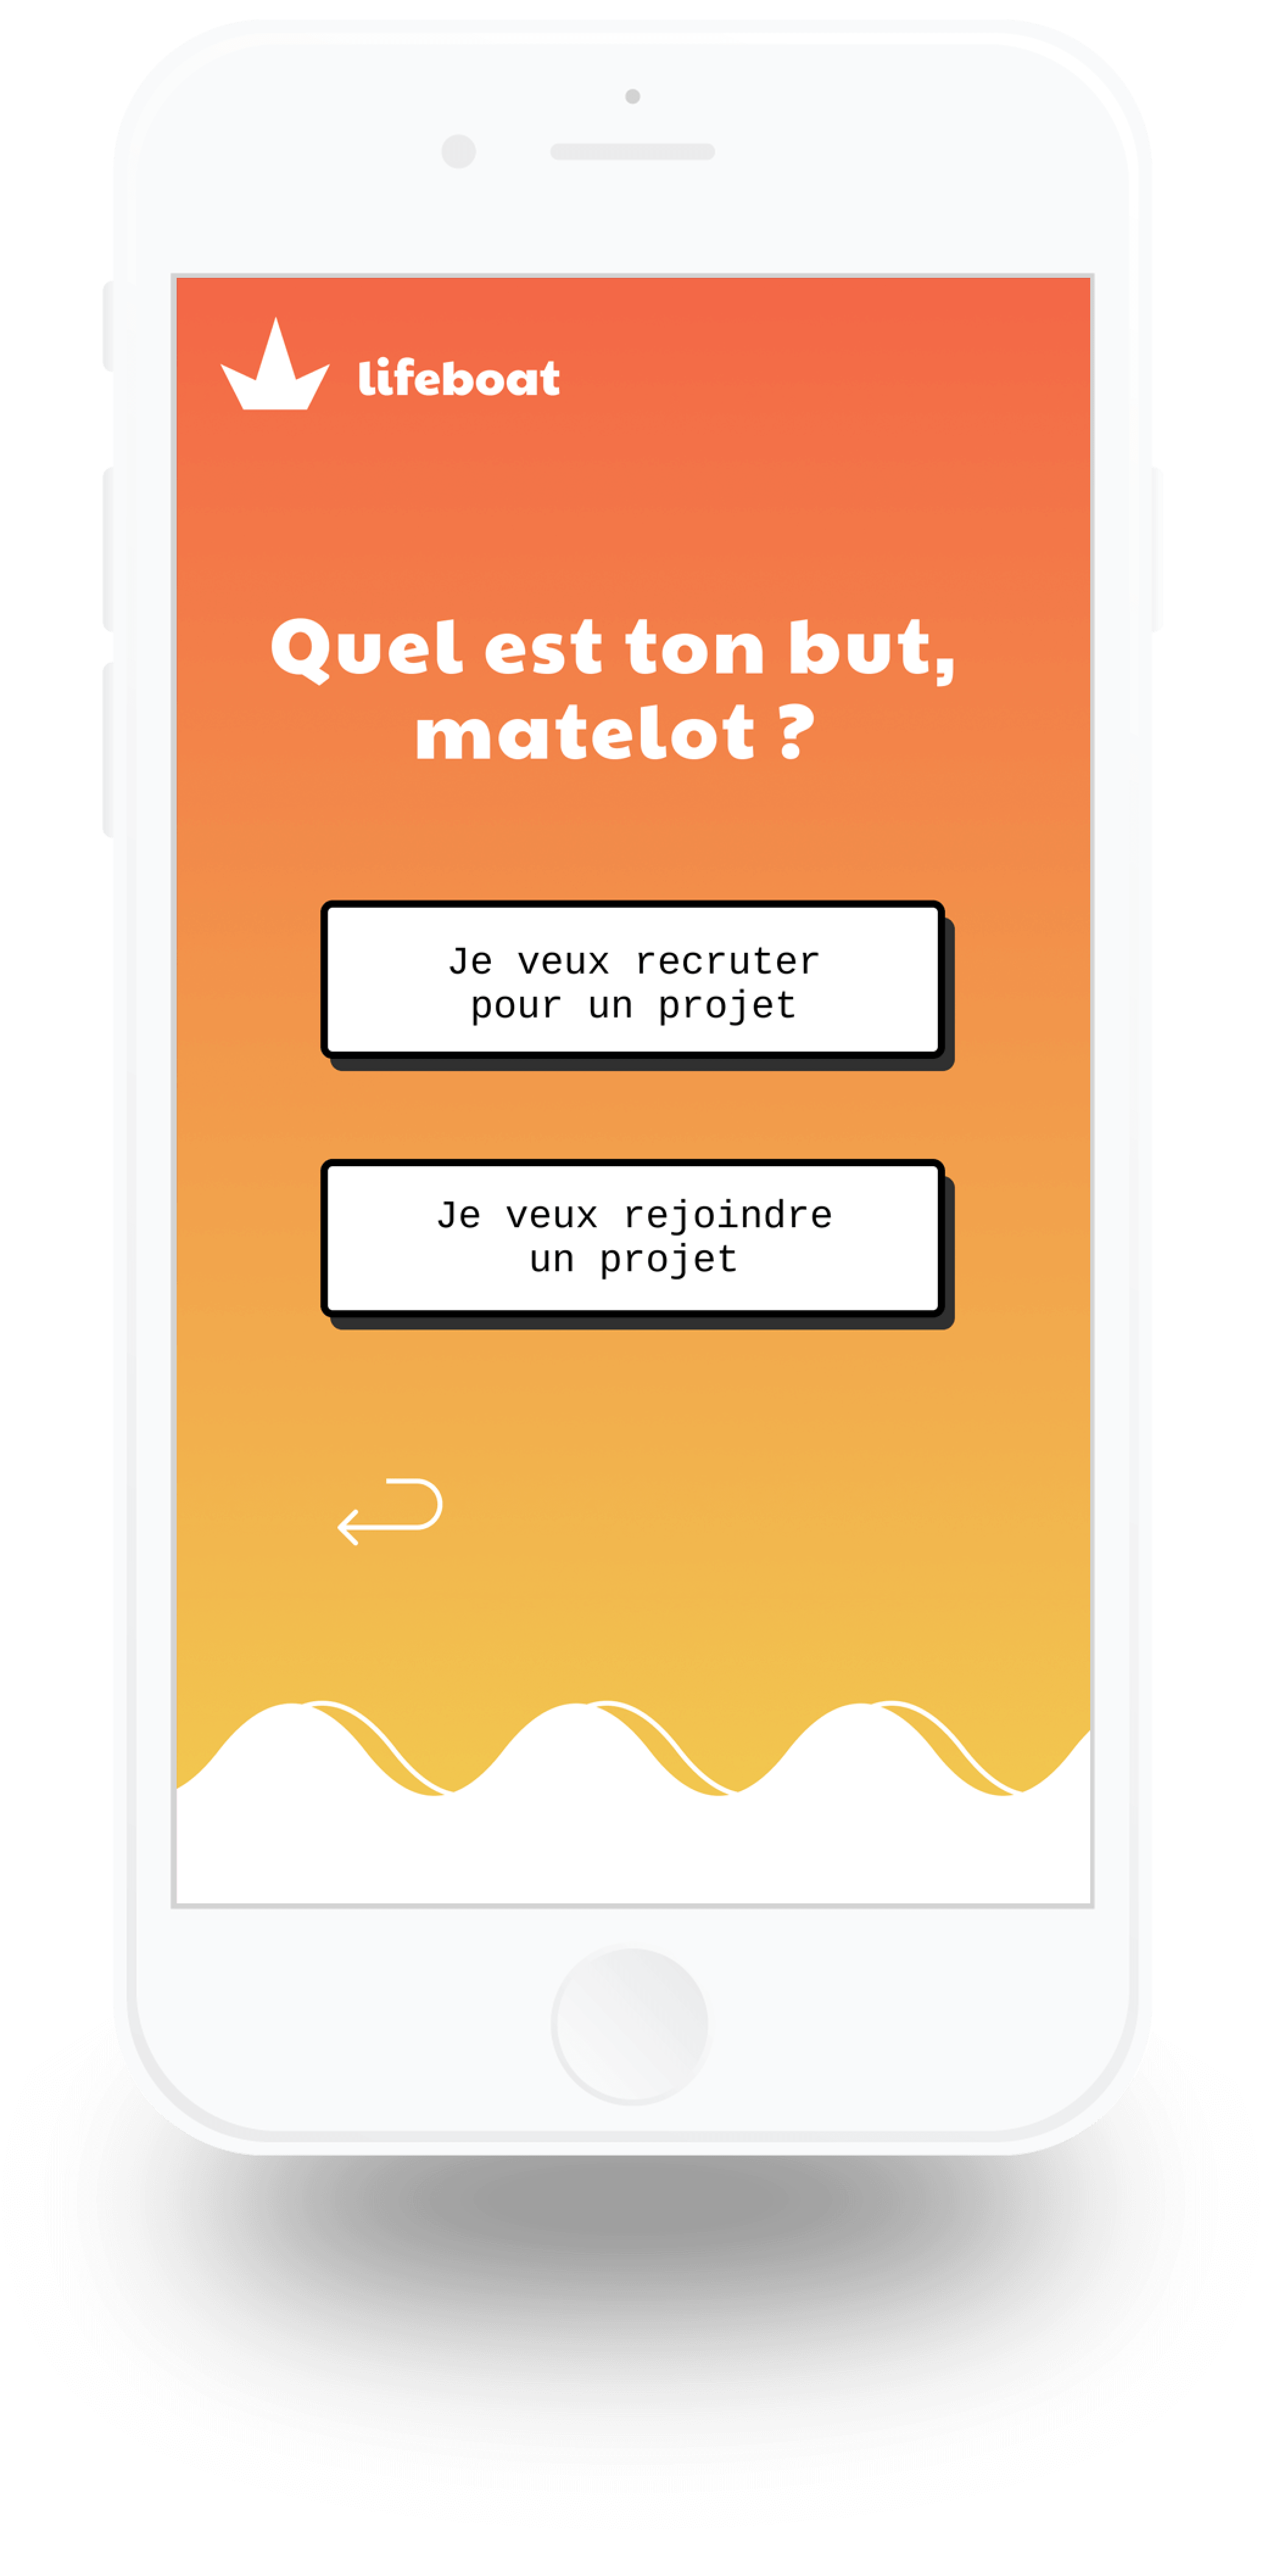 lifeboat
Quel est ton but,
matelot ?
Je veux recruter
pour un projet
Je veux rejoindre
un projet